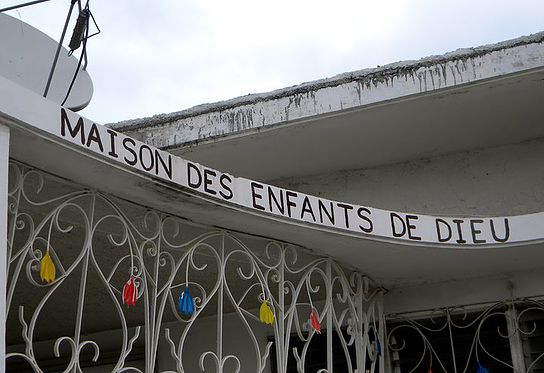 MAISON DES ENFANTS DE DIEU